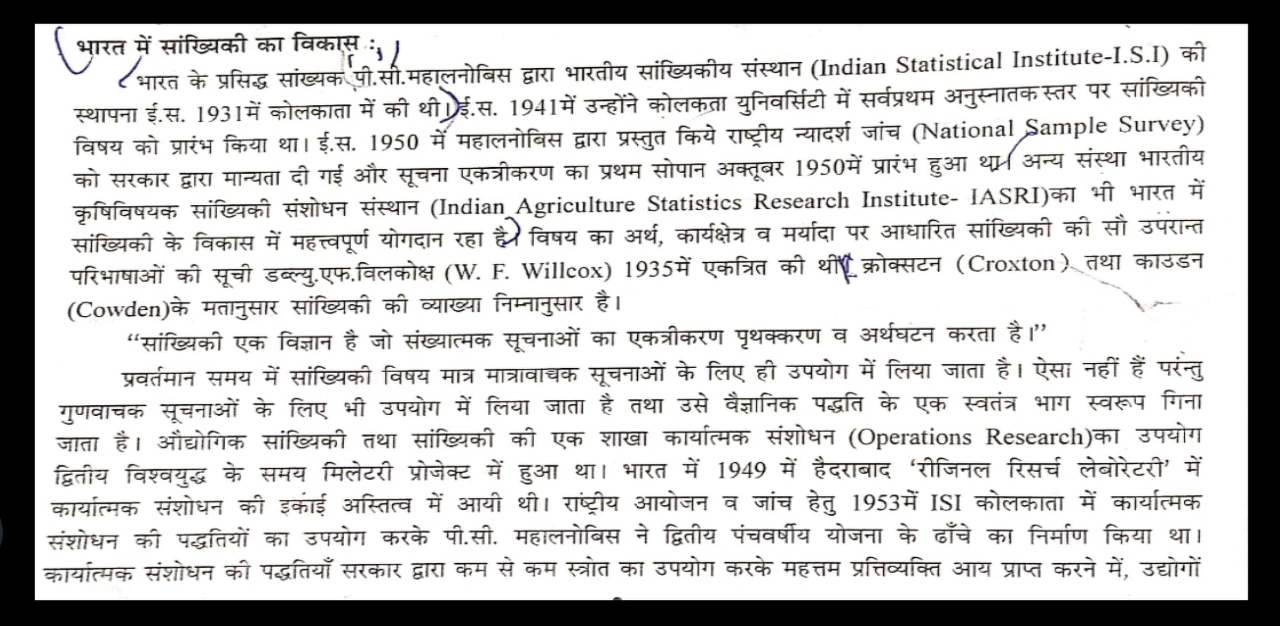 भारत में सांख्यिकी का विकास :
भारत के प्रसिद्ध सांख्यक पी.सी.महालनोबिस द्वारा भारतीय सांख्यिकीय संस्थान (Indian Statistical Institute-I.S.I) की
स्थापना ई.स. 1931में कोलकाता में की थी। ई.स. 1941में उन्होंने कोलकता युनिवर्सिटी में सर्वप्रथम अनुस्नातक स्तर पर सांख्यिकी
विषय को प्रारंभ किया था। ई.स. 1950 में महालनोबिस द्वारा प्रस्तुत किये राष्ट्रीय न्यादर्श जांच (National Sample Survey)
को सरकार द्वारा मान्यता दी गई और सूचना एकत्रीकरण का प्रथम सोपान अक्तूबर 1950में प्रारंभ हुआ था। अन्य संस्था भारतीय
कृषिविषयक सांख्यिकी संशोधन संस्थान (Indian Agriculture Statistics Research Institute- IASRI)का भी भारत में
सांख्यिकी के विकास में महत्त्वपूर्ण योगदान रहा है। विषय का अर्थ, कार्यक्षेत्र व मर्यादा पर आधारित सांख्यिकी की सौ उपरान्त
परिभाषाओं की सूची डब्ल्यु.एफ.विलकोक्ष (W. F. Willcox) 1935में एकत्रित की थी। क्रोक्सटन (Croxton) तथा काउडन
(Cowden)के मतानुसार सांख्यिकी की व्याख्या निम्नानुसार है।
“सांख्यिकी एक विज्ञान है जो संख्यात्मक सूचनाओं का एकत्रीकरण पृथक्करण व अर्थघटन करता है।”
प्रवर्तमान समय में सांख्यिकी विषय मात्र मात्रावाचक सूचनाओं के लिए ही उपयोग में लिया जाता है। ऐसा नहीं हैं परंन्तु
गुणवाचक सूचनाओं के लिए भी उपयोग में लिया जाता है तथा उसे वैज्ञानिक पद्धति के एक स्वतंत्र भाग स्वरूप गिना
जाता है। औद्योगिक सांख्यिकी तथा सांख्यिकी की एक शाखा कार्यात्मक संशोधन (Operations Research)का उपयोग
द्वितीय विश्वयुद्ध के समय मिलेटरी प्रोजेक्ट में हुआ था। भारत में 1949 में हैदराबाद ‘रीजिनल रिसर्च लेबोरेटरी’ में
कार्यात्मक संशोधन की इकाई अस्तित्व में आयी थी। राष्ट्रीय आयोजन व जांच हेतु 1953में ISI कोलकाता में कार्यात्मक
संशोधन की पद्धतियों का उपयोग करके पी.सी. महालनोबिस ने द्वितीय पंचवर्षीय योजना के ढाँचे का निर्माण किया था।
कार्यात्मक संशोधन की पद्धतियाँ सरकार द्वारा कम से कम स्त्रोत का उपयोग करके महत्तम प्रत्तिव्यक्ति आय प्राप्त करने में, उद्योगों